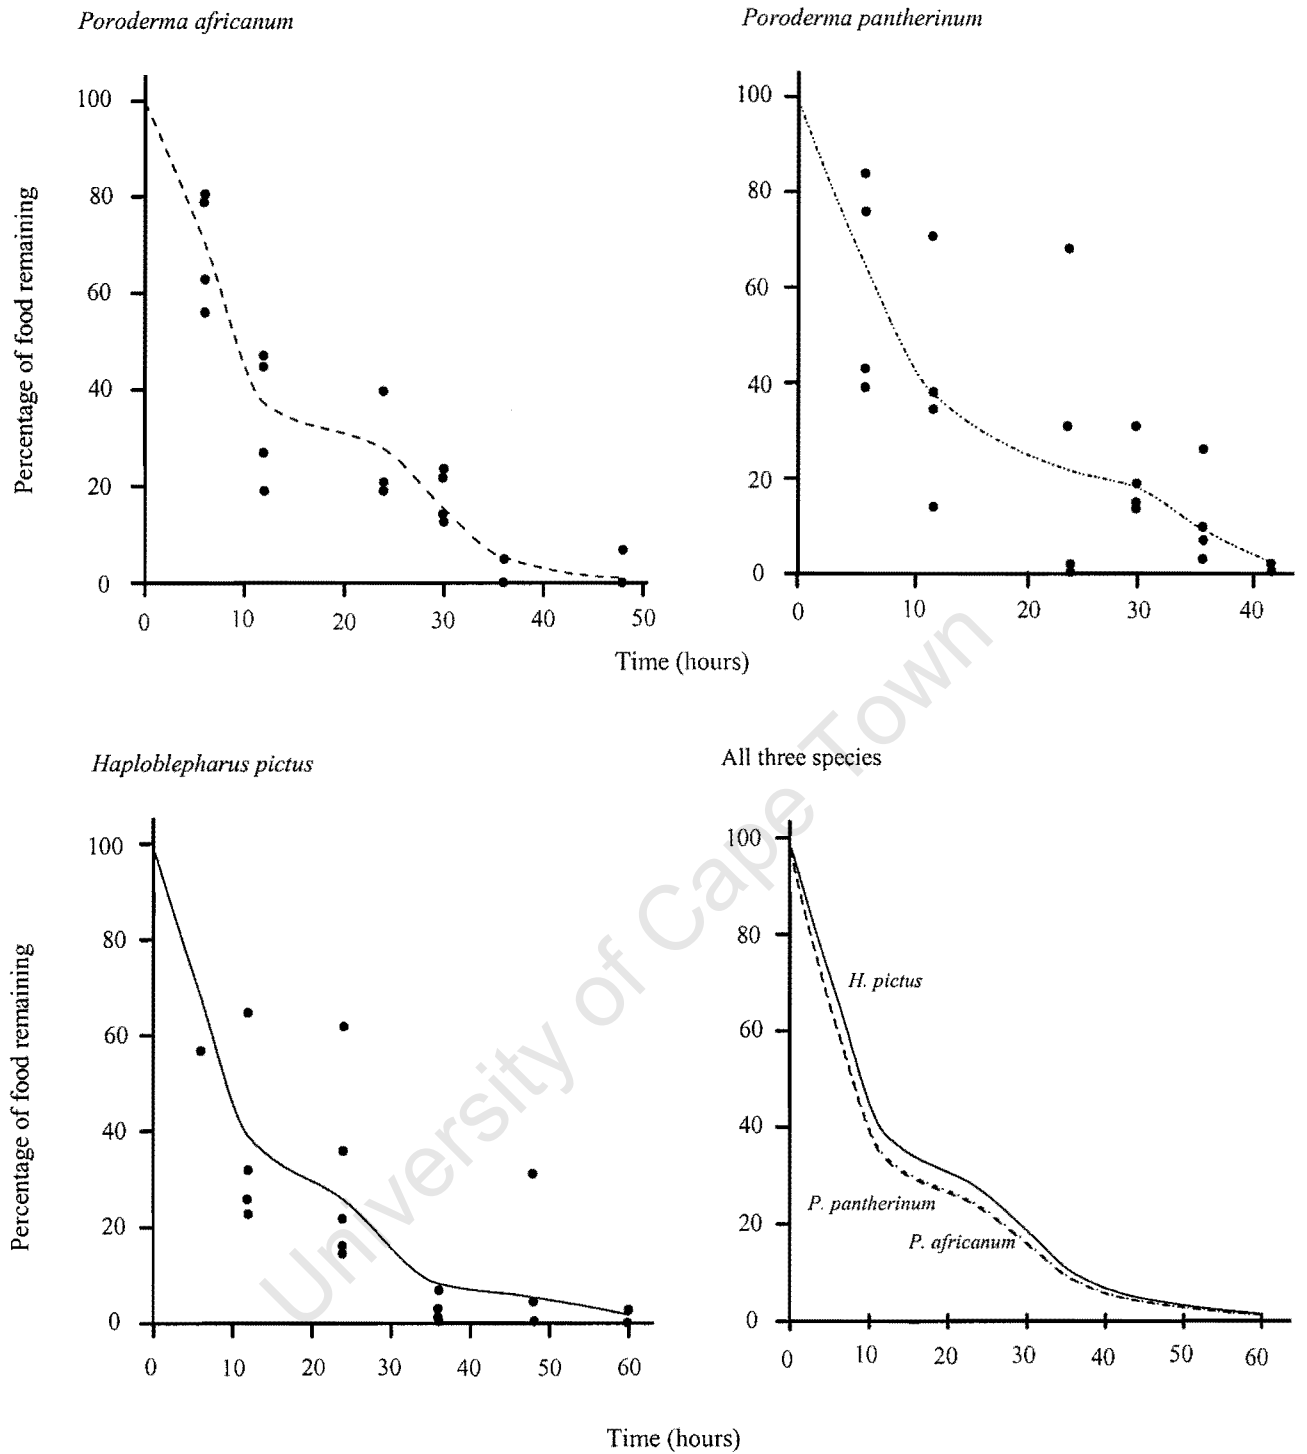 Poroderma africanum
Poroderma pantherinum
100
80
60
40
20
0
Percentage of food remaining
0 10 20 30 40 50
100
80
60
40
20
0
0 10 20 30 40
Time (hours)
Haploblepharus pictus
All three species
100
80
60
40
20
0
Percentage of food remaining
0 10 20 30 40 50 60
100
80
60
40
20
0
H. pictus
P. pantherinum
P. africanum
0 10 20 30 40 50 60
Time (hours)
University of Cape Town